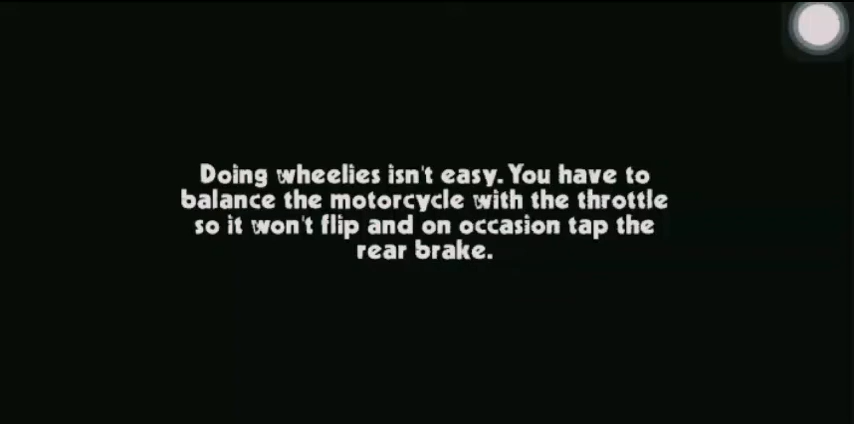 Doing wheelies isn't easy. You have to
balance the motorcycle with the throttle
so it won't flip and on occasion tap the
rear brake.